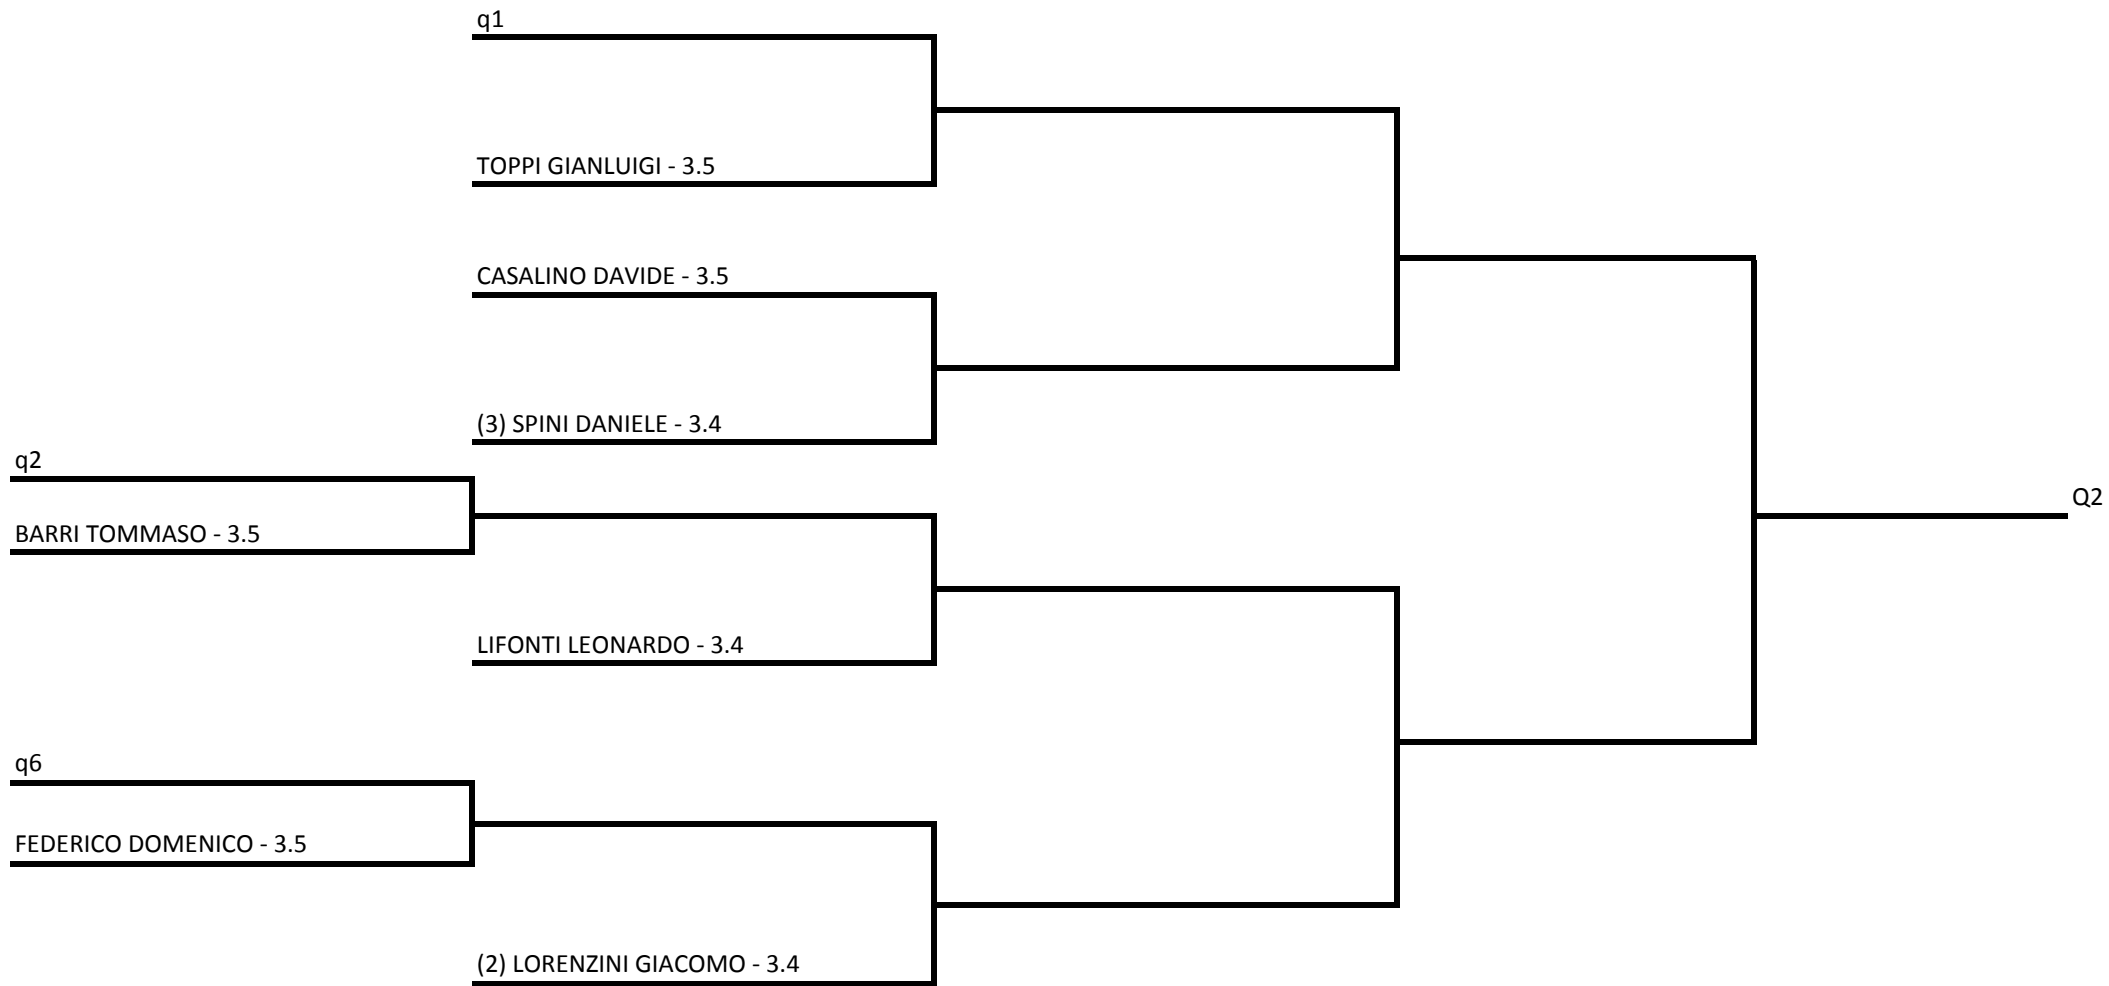 q1
TOPPI GIANLUIGI - 3.5
CASALINO DAVIDE - 3.5
(3) SPINI DANIELE - 3.4
q2
Q2
BARRI TOMMASO - 3.5
LIFONTI LEONARDO - 3.4
q6
FEDERICO DOMENICO - 3.5
(2) LORENZINI GIACOMO - 3.4